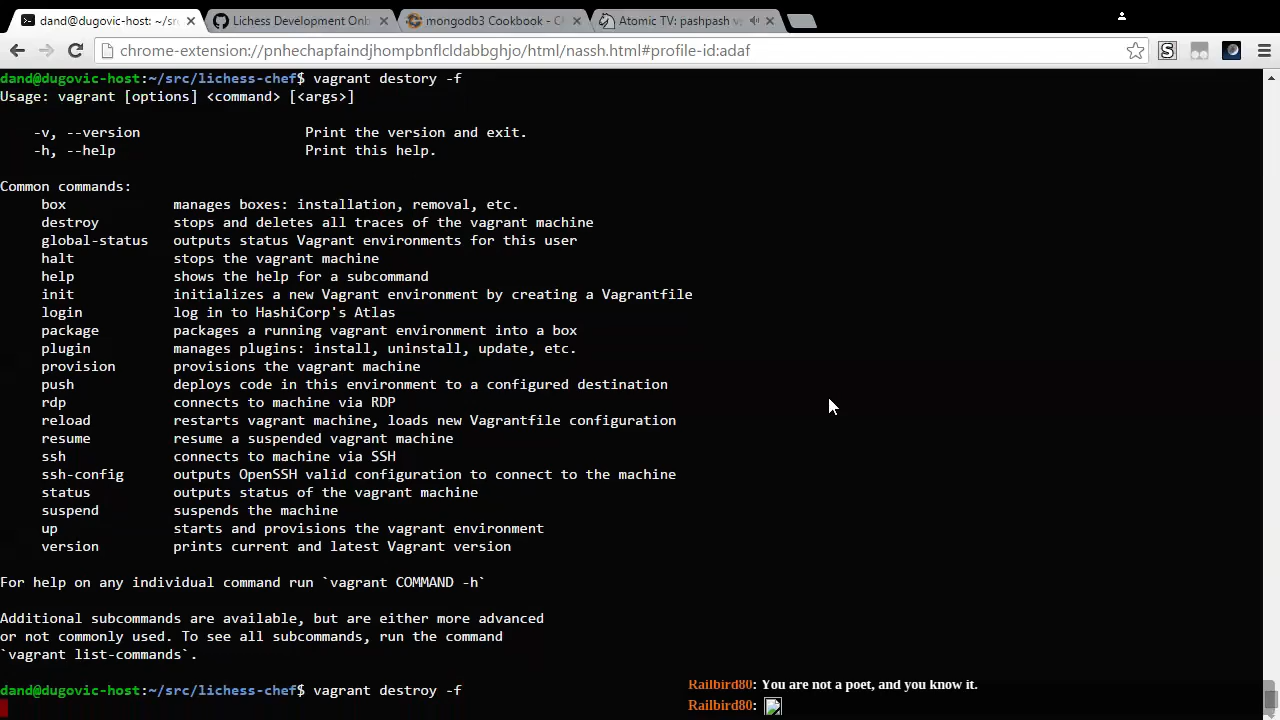 dand@dugovic-host: ~/src
Lichess Development Onb
mongodb3 Cookbook - C
Atomic TV: pashpash v
chrome-extension://pnhechapfaindjhompbnflcldabbghjo/html/nassh.html#profile-id:adaf
dand@dugovic-host:~/src/lichess-chef$ vagrant destory -f
Usage: vagrant [options] <command> [<args>]
-v, --version Print the version and exit.
-h, --help Print this help.
Common commands:
box manages boxes: installation, removal, etc.
destroy stops and deletes all traces of the vagrant machine
global-status outputs status Vagrant environments for this user
halt stops the vagrant machine
help shows the help for a subcommand
init initializes a new Vagrant environment by creating a Vagrantfile
login log in to HashiCorp's Atlas
package packages a running vagrant environment into a box
plugin manages plugins: install, uninstall, update, etc.
provision provisions the vagrant machine
push deploys code in this environment to a configured destination
rdp connects to machine via RDP
reload restarts vagrant machine, loads new Vagrantfile configuration
resume resume a suspended vagrant machine
ssh connects to machine via SSH
ssh-config outputs OpenSSH valid configuration to connect to the machine
status outputs status of the vagrant machine
suspend suspends the machine
up starts and provisions the vagrant environment
version prints current and latest Vagrant version
For help on any individual command run `vagrant COMMAND -h`
Additional subcommands are available, but are either more advanced
or not commonly used. To see all subcommands, run the command
`vagrant list-commands`.
dand@dugovic-host:~/src/lichess-chef$ vagrant destroy -f
Railbird80: You are not a poet, and you know it.
Railbird80: